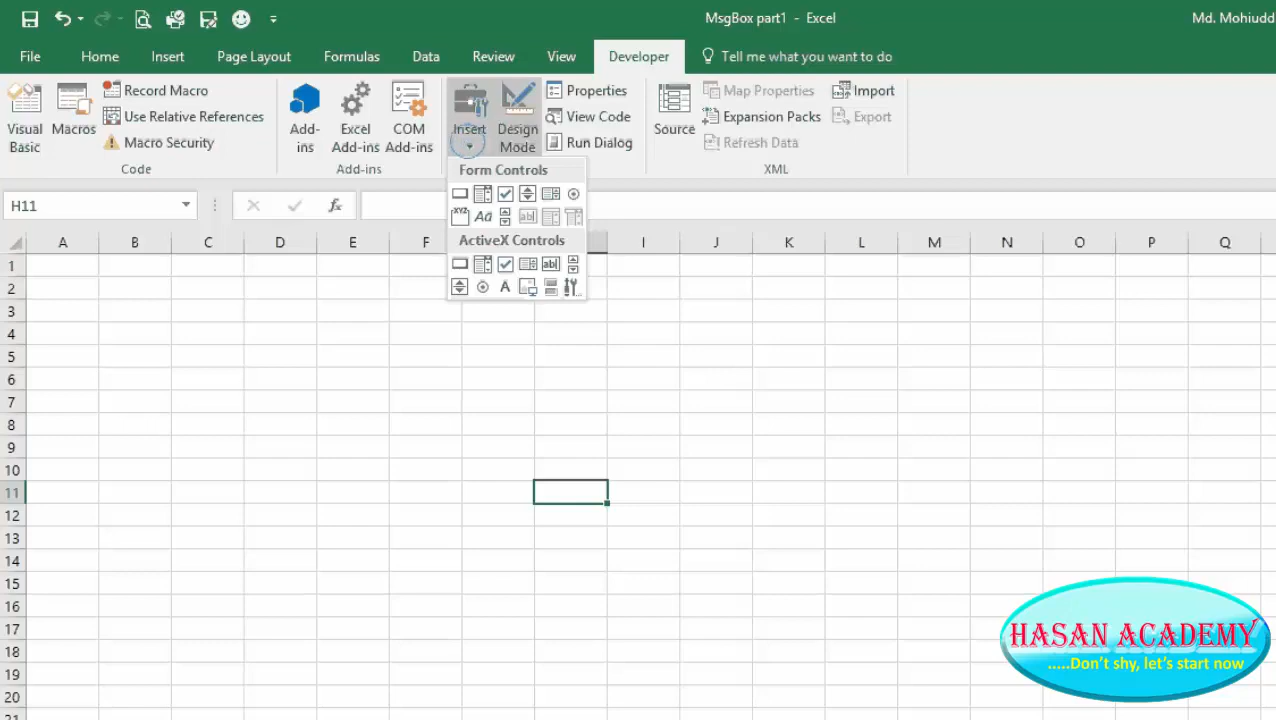 MsgBox part1 - Excel
Md. Mohiudd
File Home Insert Page Layout Formulas Data Review View Developer Tell me what you want to do
Visual Basic
Macros
Record Macro
Use Relative References
Macro Security
Code
Add-ins
Excel Add-ins
COM Add-ins
Add-ins
Insert
Design Mode
Properties
View Code
Run Dialog
Source
Map Properties
Expansion Packs
Refresh Data
Import
Export
XML
Form Controls
XYZ
Aa
ab|
ActiveX Controls
ab|
A
H11
fx
A B C D E F I J K L M N O P Q
1
2
3
4
5
6
7
8
9
10
11
12
13
14
15
16
17
18
19
20
HASAN ACADEMY
.....Don't shy, let's start now